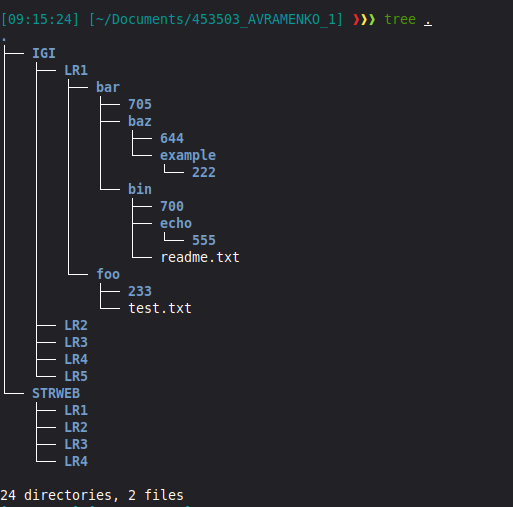 [09:15:24] [~/Documents/453503_AVRAMENKO_1] ❯❯❯ tree .
.
├── IGI
│   ├── LR1
│   │   ├── bar
│   │   │   ├── 705
│   │   │   ├── baz
│   │   │   │   ├── 644
│   │   │   │   └── example
│   │   │   │       └── 222
│   │   │   └── bin
│   │   │       ├── 700
│   │   │       ├── echo
│   │   │       │   └── 555
│   │   │       └── readme.txt
│   │   └── foo
│   │       ├── 233
│   │       └── test.txt
│   ├── LR2
│   ├── LR3
│   ├── LR4
│   └── LR5
└── STRWEB
    ├── LR1
    ├── LR2
    ├── LR3
    └── LR4

24 directories, 2 files